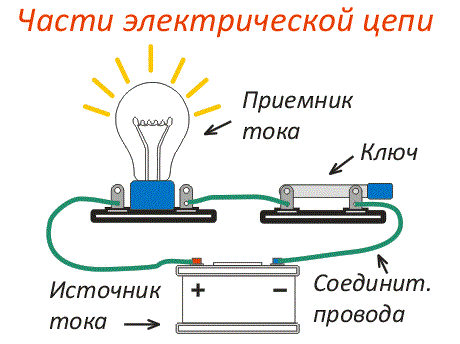 Части электрической цепи
Приемник
тока
Ключ
Источник
тока
+ −
Соединит.
провода